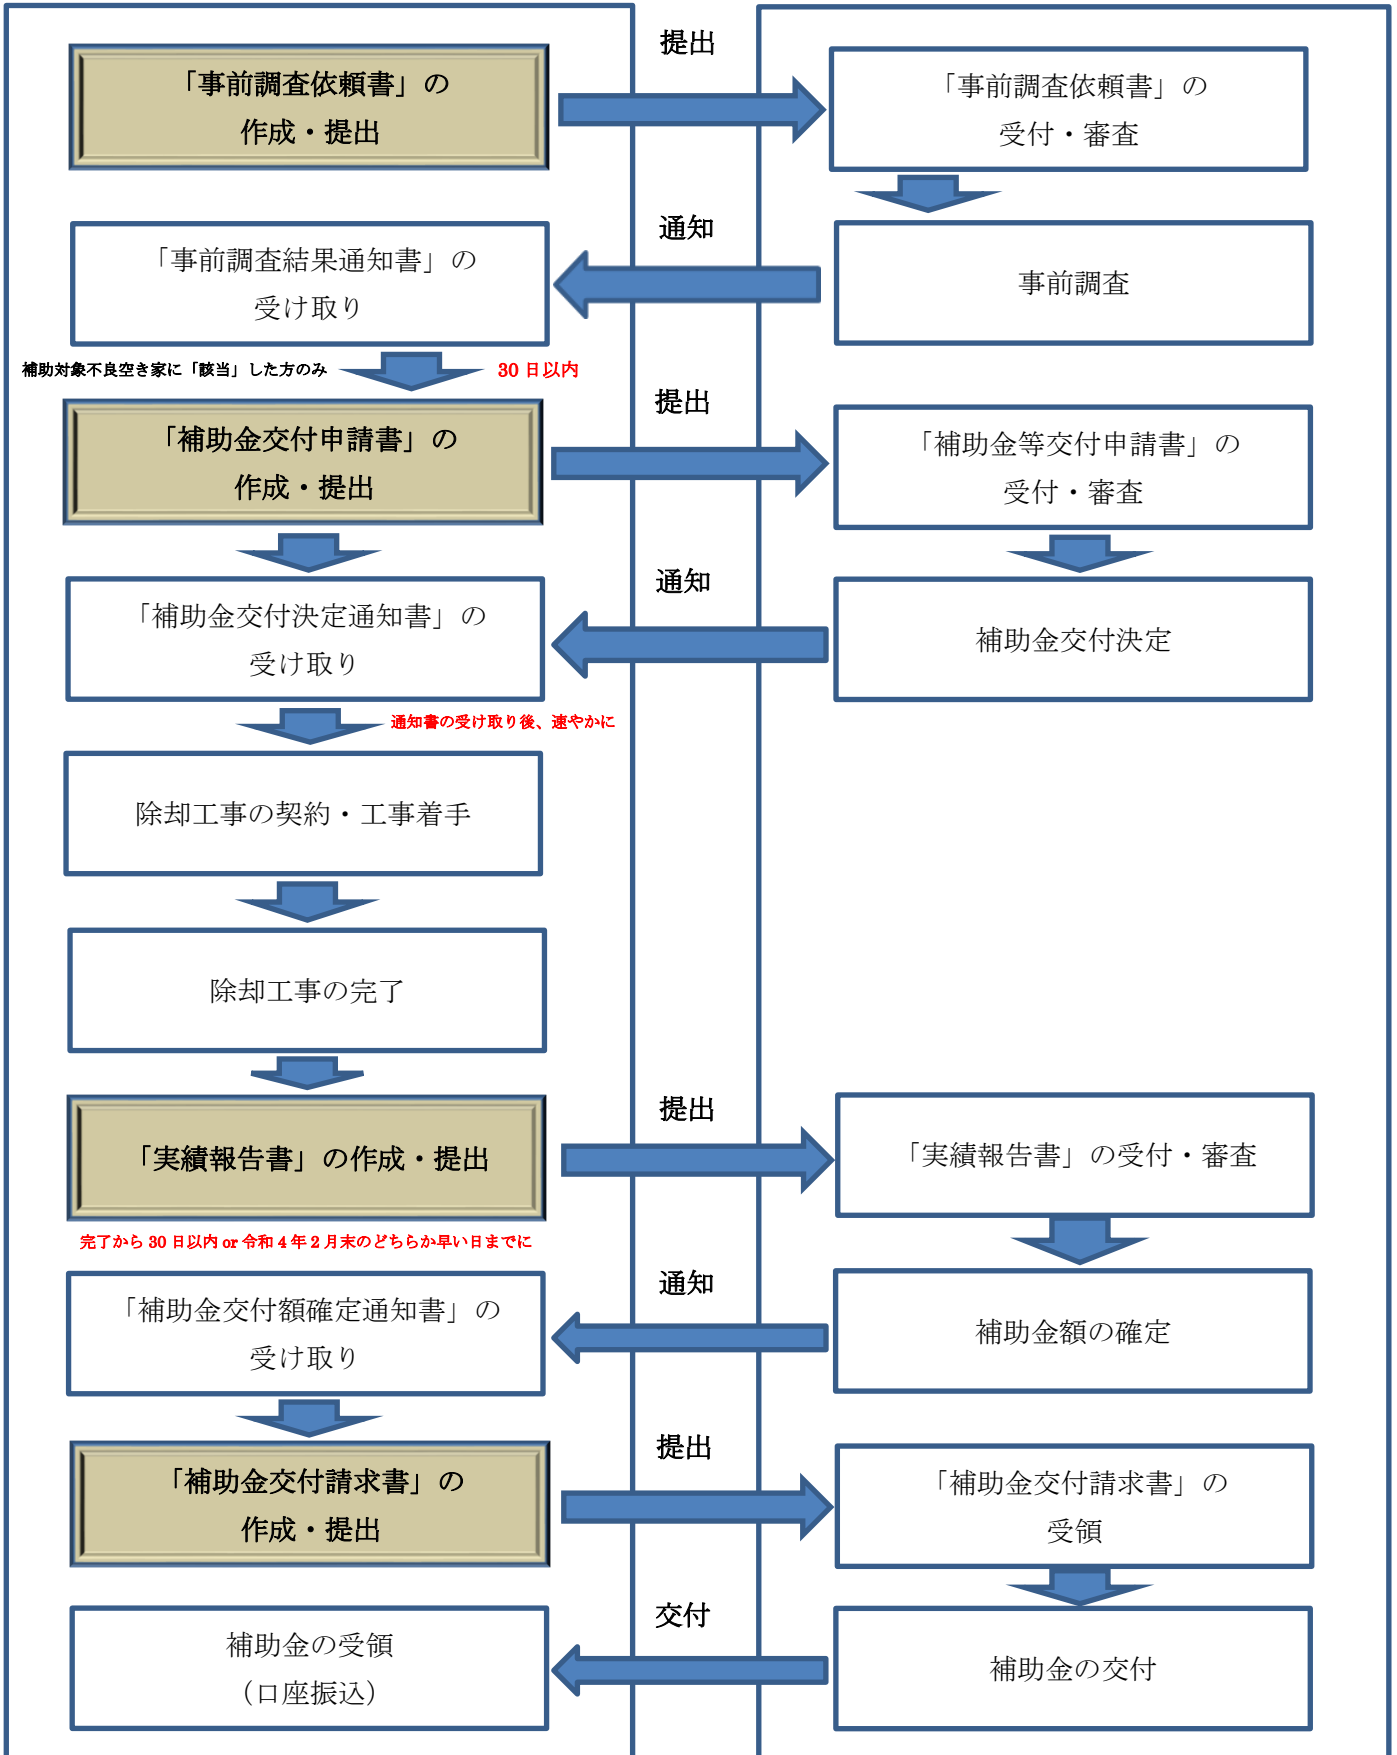 提出
「事前調査依頼書」の
作成・提出
「事前調査依頼書」の
受付・審査
通知
「事前調査結果通知書」の
受け取り
事前調査
補助対象不良空き家に「該当」した方のみ
30日以内
提出
「補助金交付申請書」の
作成・提出
「補助金等交付申請書」の
受付・審査
通知
「補助金交付決定通知書」の
受け取り
補助金交付決定
通知書の受け取り後、速やかに
除却工事の契約・工事着手
除却工事の完了
提出
「実績報告書」の作成・提出
「実績報告書」の受付・審査
完了から30日以内or令和4年2月末のどちらか早い日までに
通知
「補助金交付額確定通知書」の
受け取り
補助金額の確定
提出
「補助金交付請求書」の
作成・提出
「補助金交付請求書」の
受領
交付
補助金の受領
（口座振込）
補助金の交付